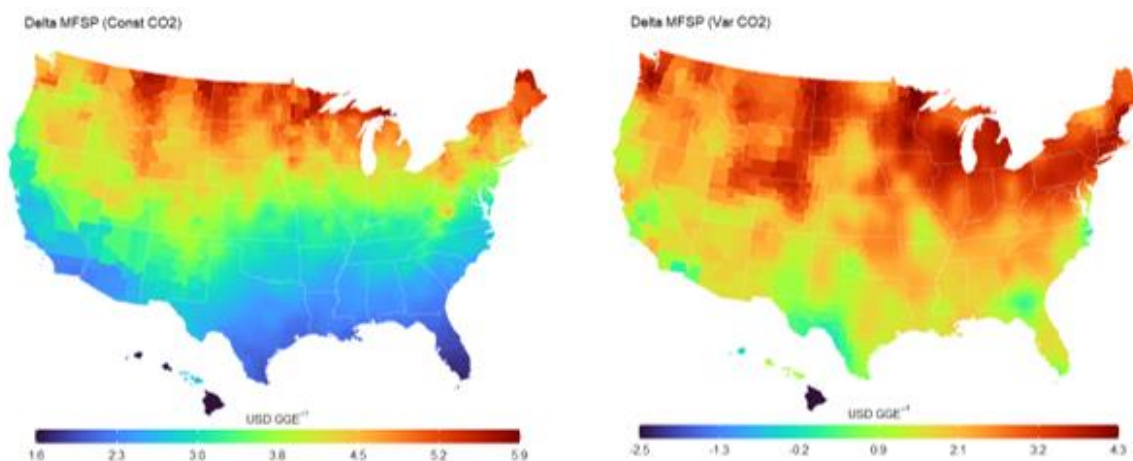 Delta MFSP (Const CO2)
Delta MFSP (Var CO2)
USD GGE⁻¹
1.6 2.3 3.0 3.8 4.5 5.2 5.9
USD GGE⁻¹
-2.5 -1.3 -0.2 0.9 2.1 3.2 4.3